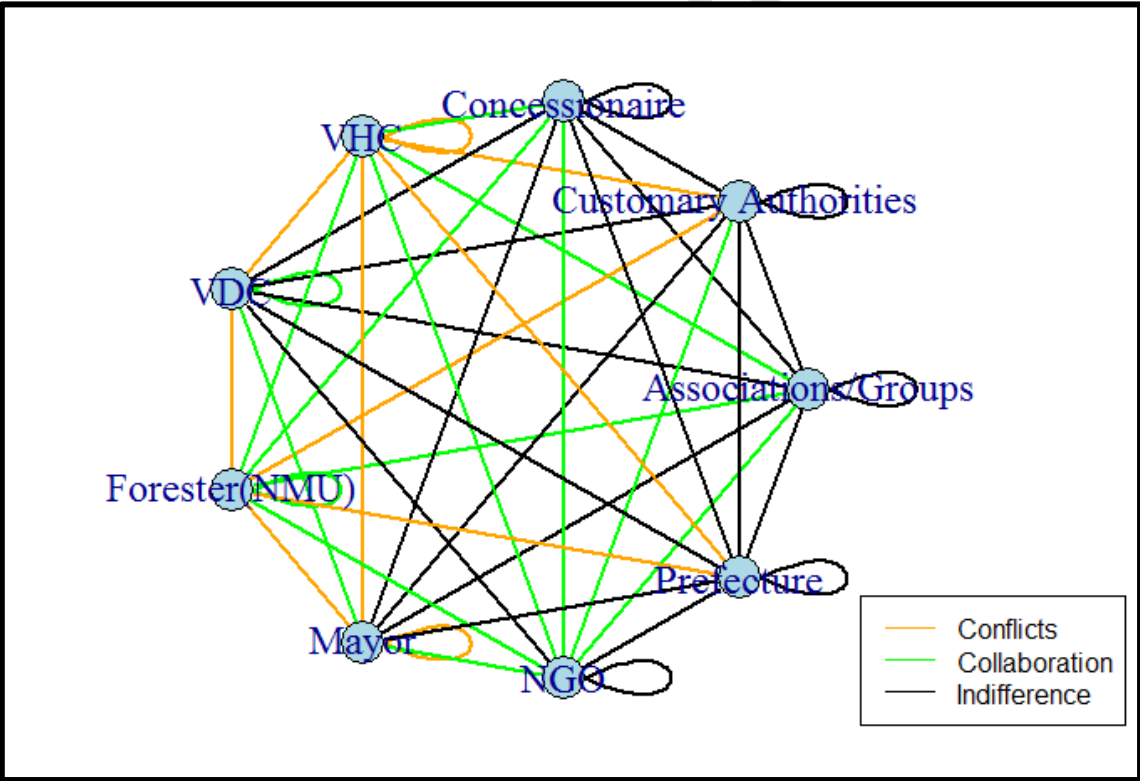 Concessionaire
VHC
Customary Authorities
VDC
Associations/Groups
Forester(NMU)
Prefecture
Mayor
NGO
Conflicts
Collaboration
Indifference